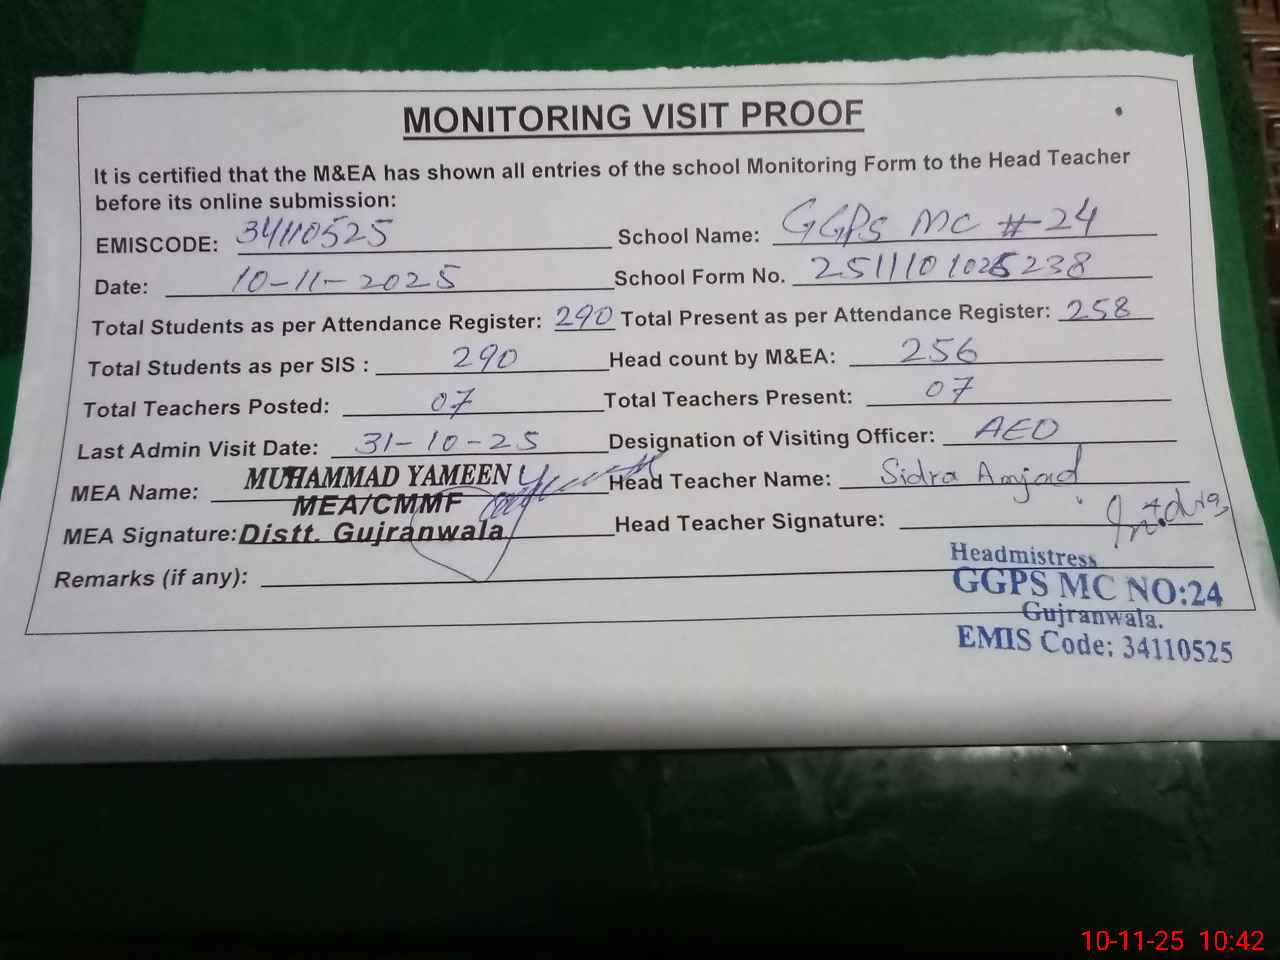 MONITORING VISIT PROOF
It is certified that the M&EA has shown all entries of the school Monitoring Form to the Head Teacher
before its online submission:
EMISCODE: 34110525 School Name: GGPS MC # 24
Date: 10-11-2025 School Form No. 2511101025238
Total Students as per Attendance Register: 290 Total Present as per Attendance Register: 258
Total Students as per SIS : 290 Head count by M&EA: 256
Total Teachers Posted: 07 Total Teachers Present: 07
Last Admin Visit Date: 31-10-25 Designation of Visiting Officer: AEO
MEA Name: MUHAMMAD YAMEEN Head Teacher Name: Sidra Amjad
MEA/CMMF
MEA Signature: Distt. Gujranwala Head Teacher Signature:
Remarks (if any):
Headmistress
GGPS MC NO:24
Gujranwala.
EMIS Code: 34110525
10-11-25 10:42